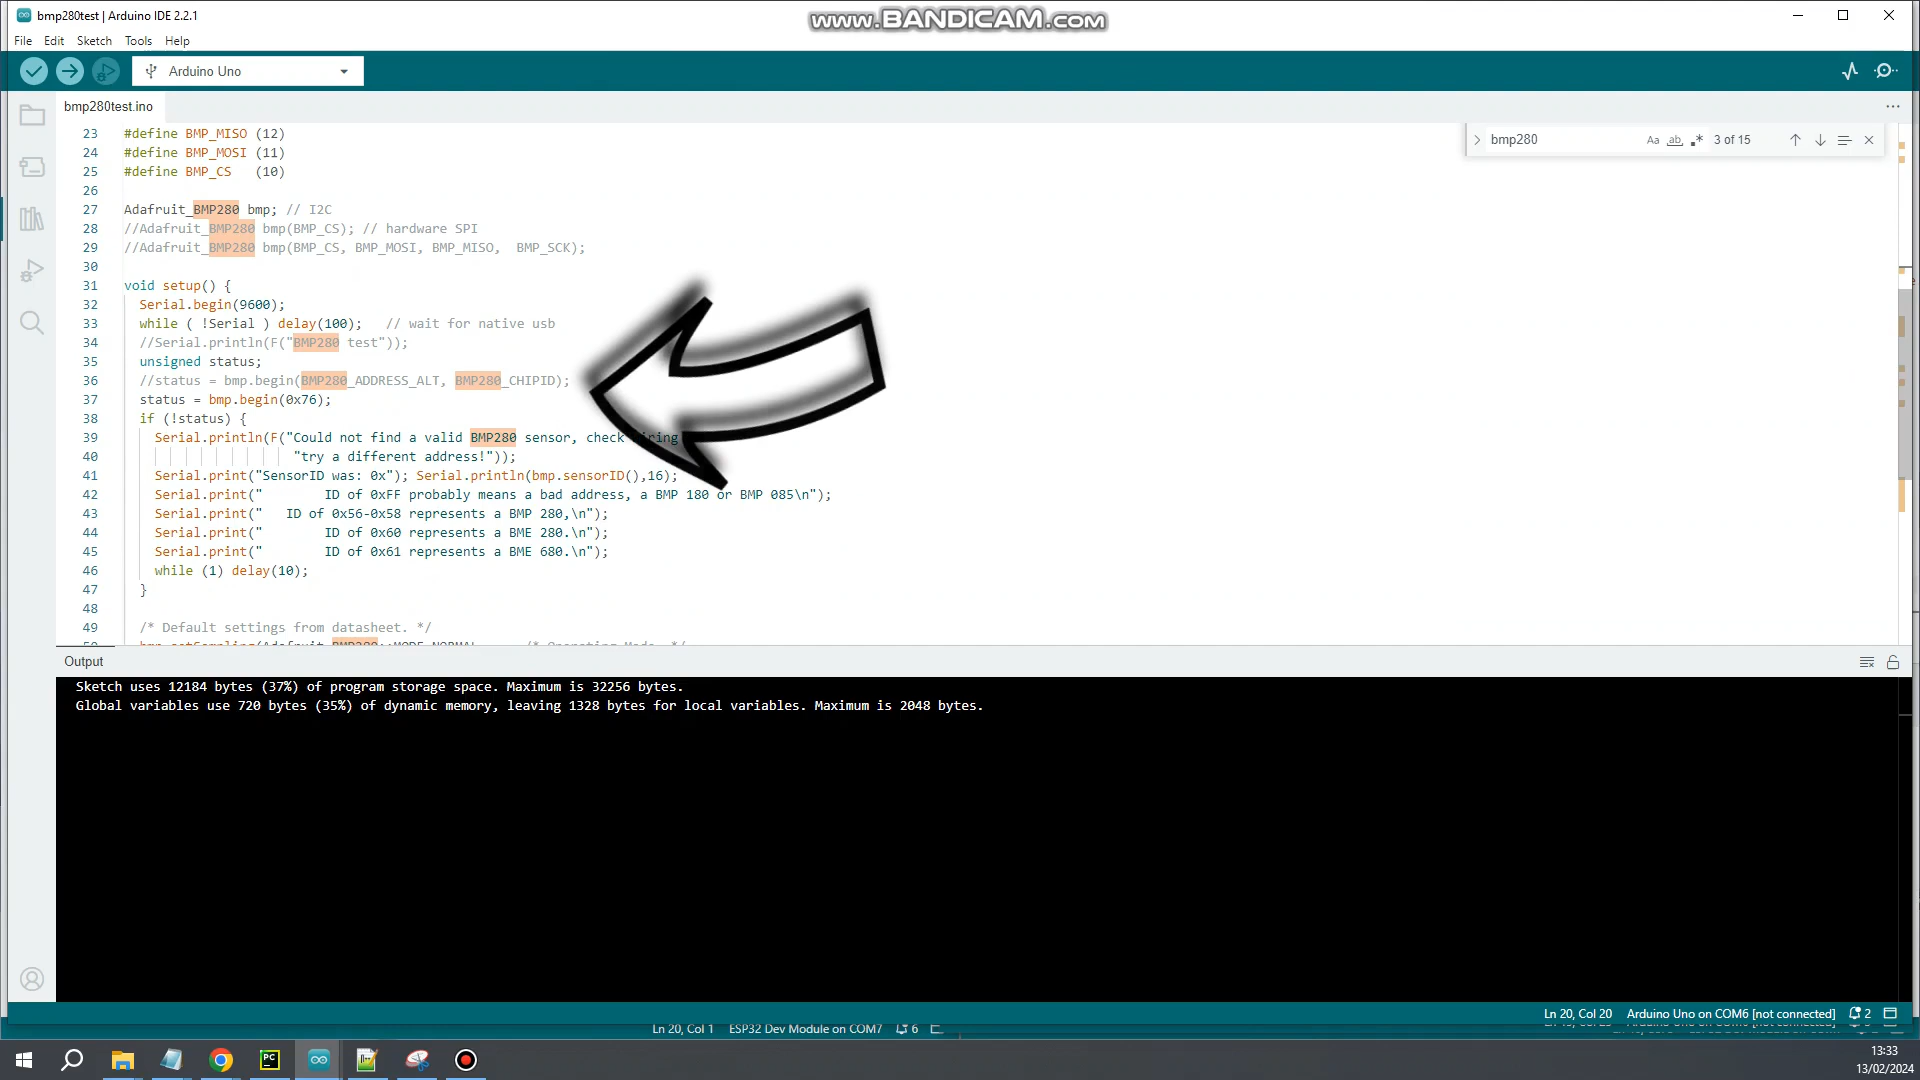 bmp280test | Arduino IDE 2.2.1
www.BANDICAM.com
File Edit Sketch Tools Help
Arduino Uno
bmp280test.ino
bmp280
Aa ab 3 of 15
23 #define BMP_MISO (12)
24 #define BMP_MOSI (11)
25 #define BMP_CS (10)
26
27 Adafruit_BMP280 bmp; // I2C
28 //Adafruit_BMP280 bmp(BMP_CS); // hardware SPI
29 //Adafruit_BMP280 bmp(BMP_CS, BMP_MOSI, BMP_MISO, BMP_SCK);
30
31 void setup() {
32 Serial.begin(9600);
33 while ( !Serial ) delay(100); // wait for native usb
34 //Serial.println(F("BMP280 test"));
35 unsigned status;
36 //status = bmp.begin(BMP280_ADDRESS_ALT, BMP280_CHIPID);
37 status = bmp.begin(0x76);
38 if (!status) {
39 Serial.println(F("Could not find a valid BMP280 sensor, check
40 "try a different address!"));
41 Serial.print("SensorID was: 0x"); Serial.println(bmp.sensorID(),16);
42 Serial.print(" ID of 0xFF probably means a bad address, a BMP 180 or BMP 085\n");
43 Serial.print(" ID of 0x56-0x58 represents a BMP 280,\n");
44 Serial.print(" ID of 0x60 represents a BME 280.\n");
45 Serial.print(" ID of 0x61 represents a BME 680.\n");
46 while (1) delay(10);
47 }
48
49 /* Default settings from datasheet. */
Output
Sketch uses 12184 bytes (37%) of program storage space. Maximum is 32256 bytes.
Global variables use 720 bytes (35%) of dynamic memory, leaving 1328 bytes for local variables. Maximum is 2048 bytes.
Ln 20, Col 20 Arduino Uno on COM6 [not connected] 2
Ln 20, Col 1 ESP32 Dev Module on COM7 6
PC
13:33
13/02/2024